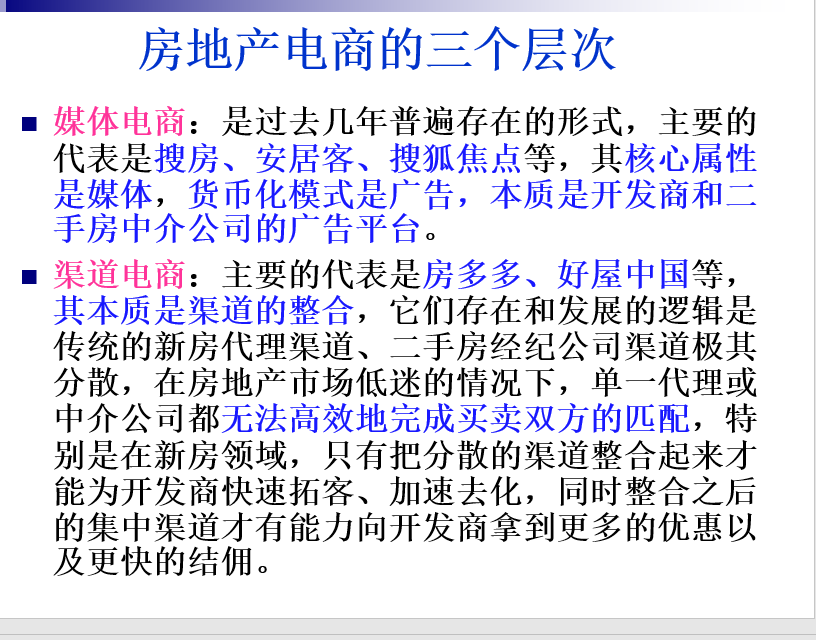 房地产电商的三个层次
媒体电商：是过去几年普遍存在的形式，主要的
代表是搜房、安居客、搜狐焦点等，其核心属性
是媒体，货币化模式是广告，本质是开发商和二
手房中介公司的广告平台。
渠道电商：主要的代表是房多多、好屋中国等，
其本质是渠道的整合，它们存在和发展的逻辑是
传统的新房代理渠道、二手房经纪公司渠道极其
分散，在房地产市场低迷的情况下，单一代理或
中介公司都无法高效地完成买卖双方的匹配，特
别是在新房领域，只有把分散的渠道整合起来才
能为开发商快速拓客、加速去化，同时整合之后
的集中渠道才有能力向开发商拿到更多的优惠以
及更快的结佣。